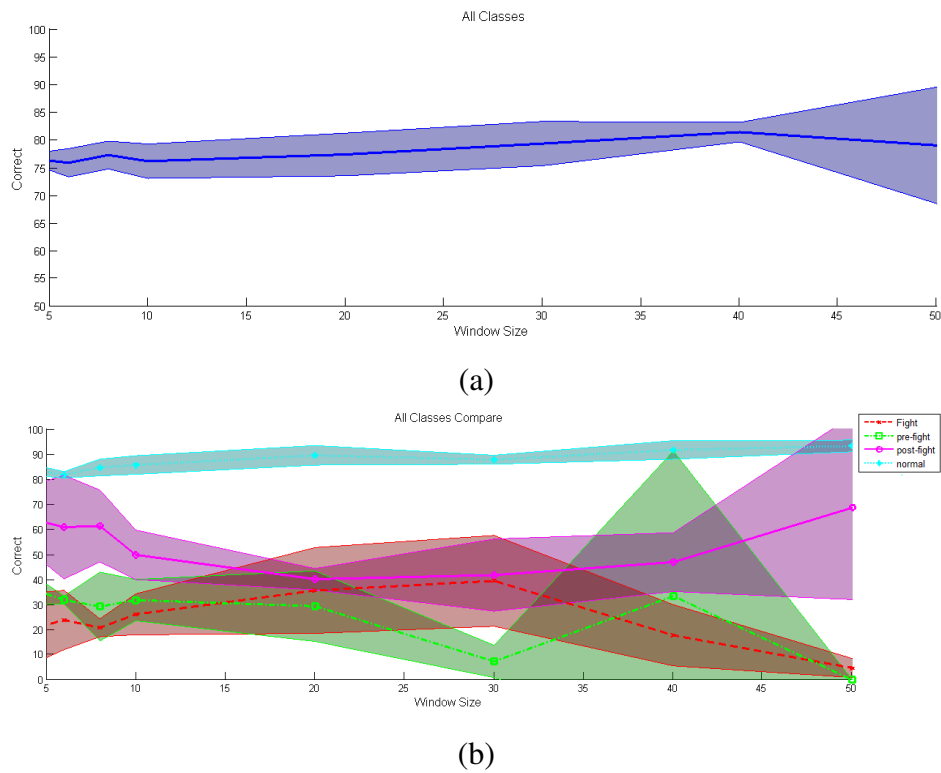 All Classes
100
95
90
85
80
75
70
65
60
55
50
Correct
5 10 15 20 25 30 35 40 45 50
Window Size
(a)
All Classes Compare
100
90
80
70
60
50
40
30
20
10
0
Correct
5 10 15 20 25 30 35 40 45 50
Window Size
Fight
pre-fight
post-fight
normal
(b)